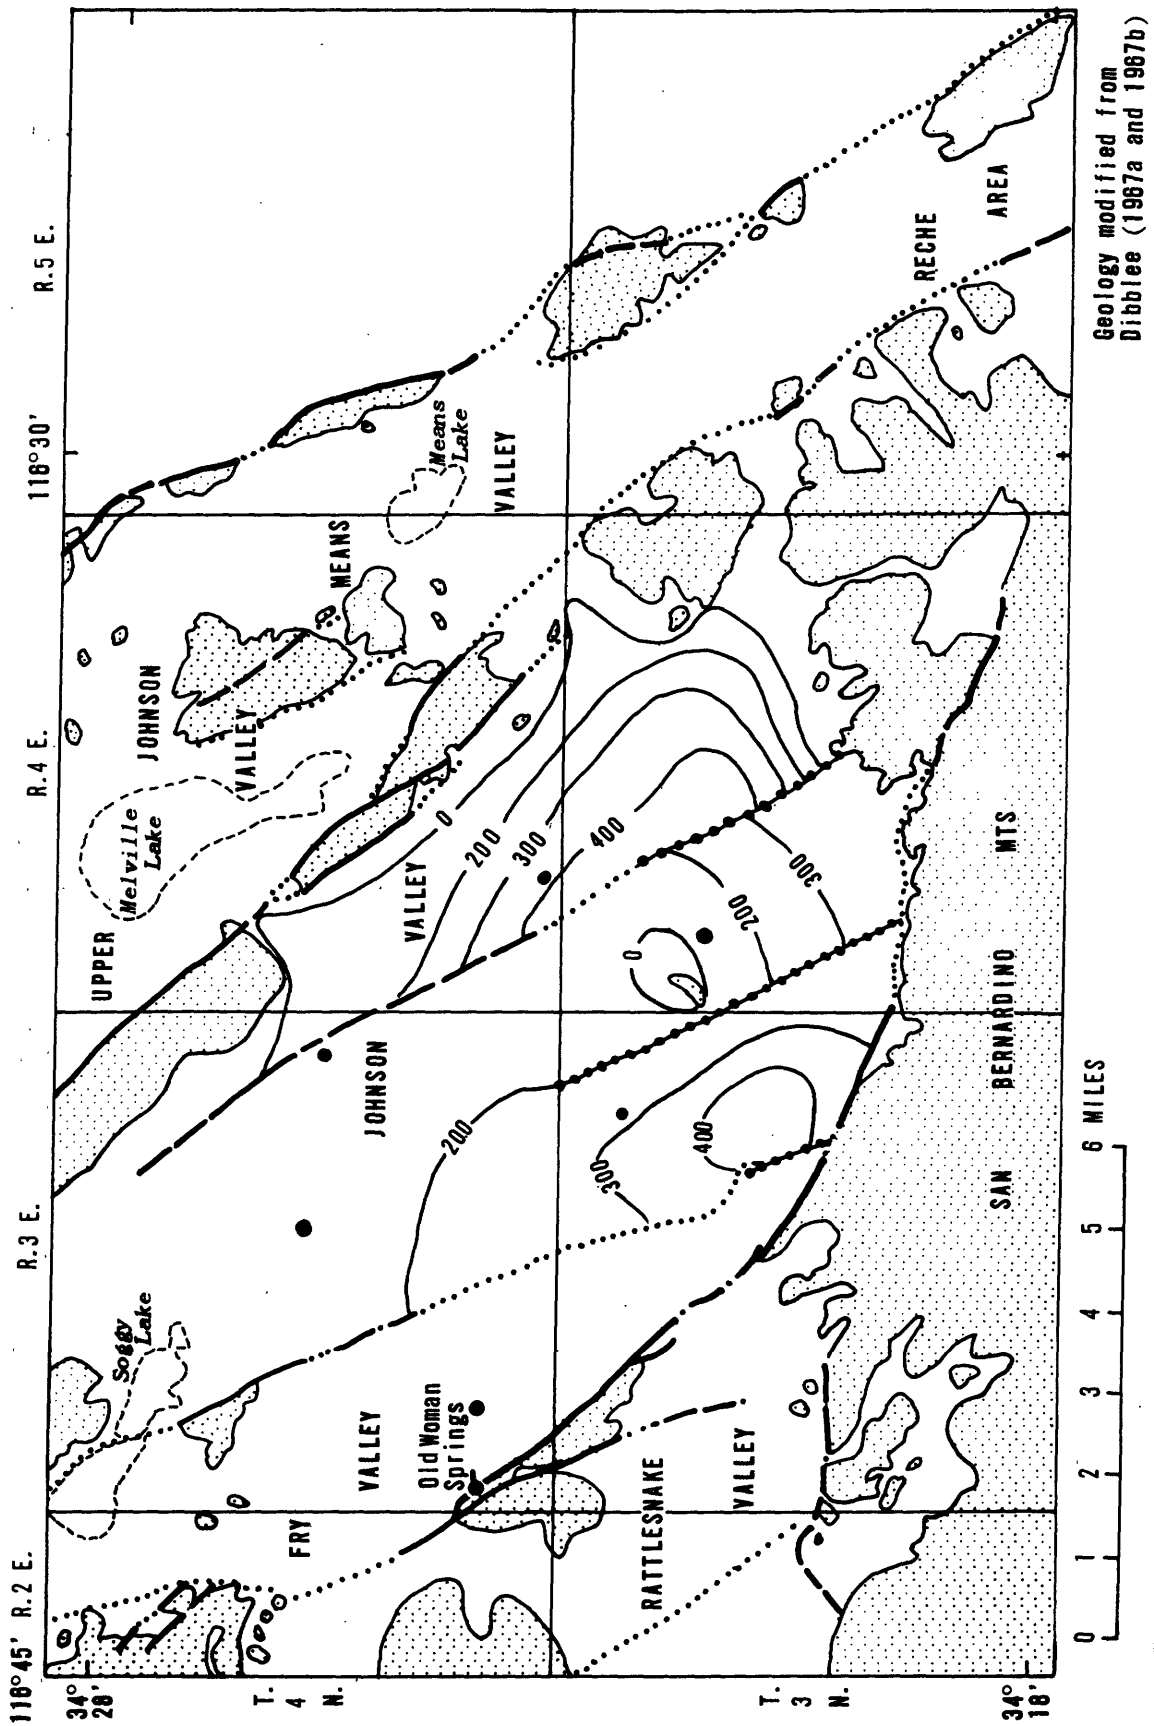 116°45'
R.2 E.
R.3 E.
R.4 E.
116°30'
R.5 E.
34°
28'
Soggy
Lake
UPPER
Melville
Lake
JOHNSON
VALLEY
MEANS
VALLEY
Means
Lake
T.
4
N.
FRY
VALLEY
Old Woman
Springs
JOHNSON
VALLEY
0
200
300
400
200
300
400
0
200
300
RATTLESNAKE
VALLEY
T.
3
N.
RECHE
AREA
SAN BERNARDINO MTS
34°
18'
0 1 2 3 4 5 6 MILES
Geology modified from
Dibblee (1967a and 1967b)